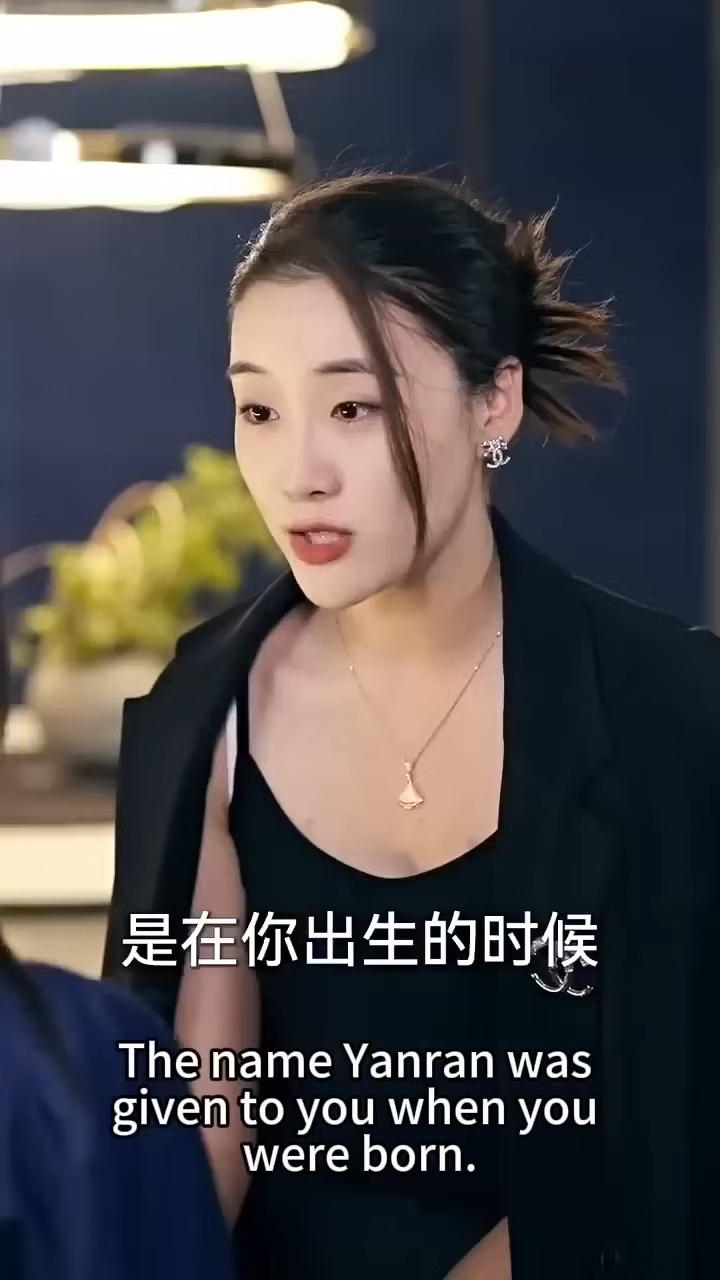 是在你出生的时候
The name Yanran was
given to you when you
were born.